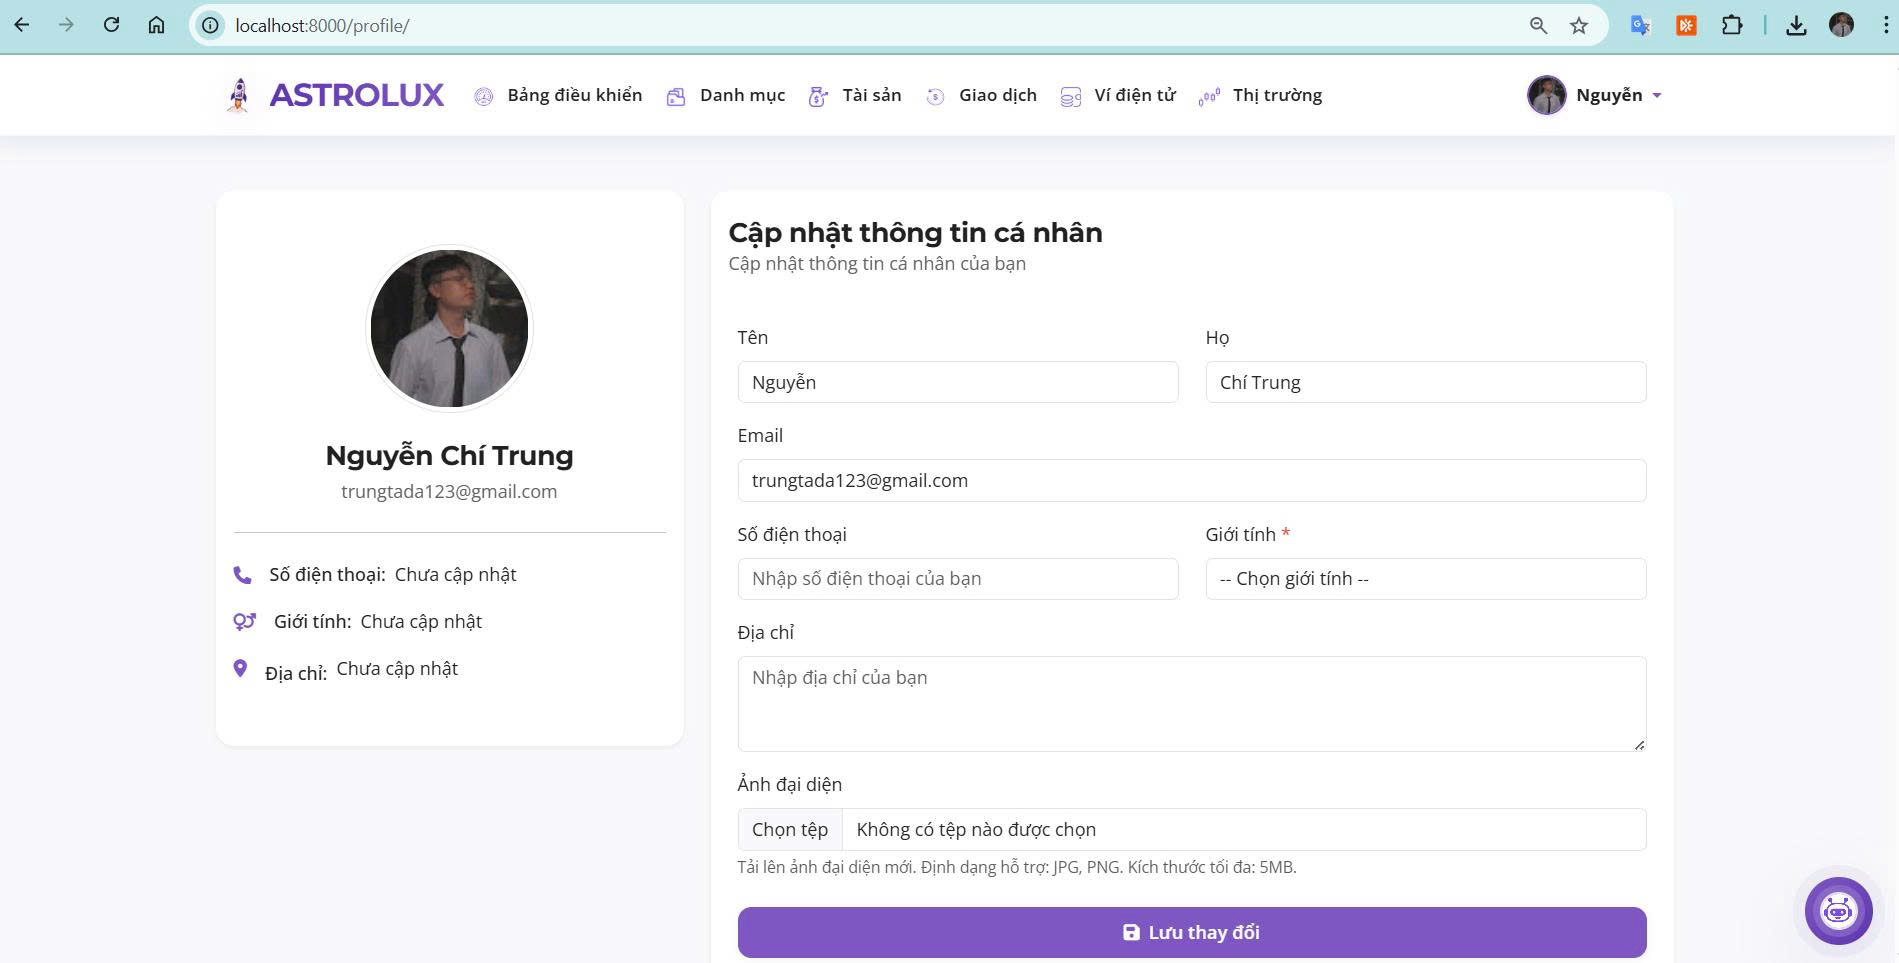 localhost:8000/profile/
ASTROLUX Bảng điều khiển Danh mục Tài sản Giao dịch Ví điện tử Thị trường Nguyễn
Nguyễn Chí Trung
trungtada123@gmail.com
Số điện thoại: Chưa cập nhật
Giới tính: Chưa cập nhật
Địa chỉ: Chưa cập nhật
Cập nhật thông tin cá nhân
Cập nhật thông tin cá nhân của bạn
Tên Họ
Nguyễn Chí Trung
Email
trungtada123@gmail.com
Số điện thoại Giới tính *
Nhập số điện thoại của bạn -- Chọn giới tính --
Địa chỉ
Nhập địa chỉ của bạn
Ảnh đại diện
Chọn tệp Không có tệp nào được chọn
Tải lên ảnh đại diện mới. Định dạng hỗ trợ: JPG, PNG. Kích thước tối đa: 5MB.
Lưu thay đổi